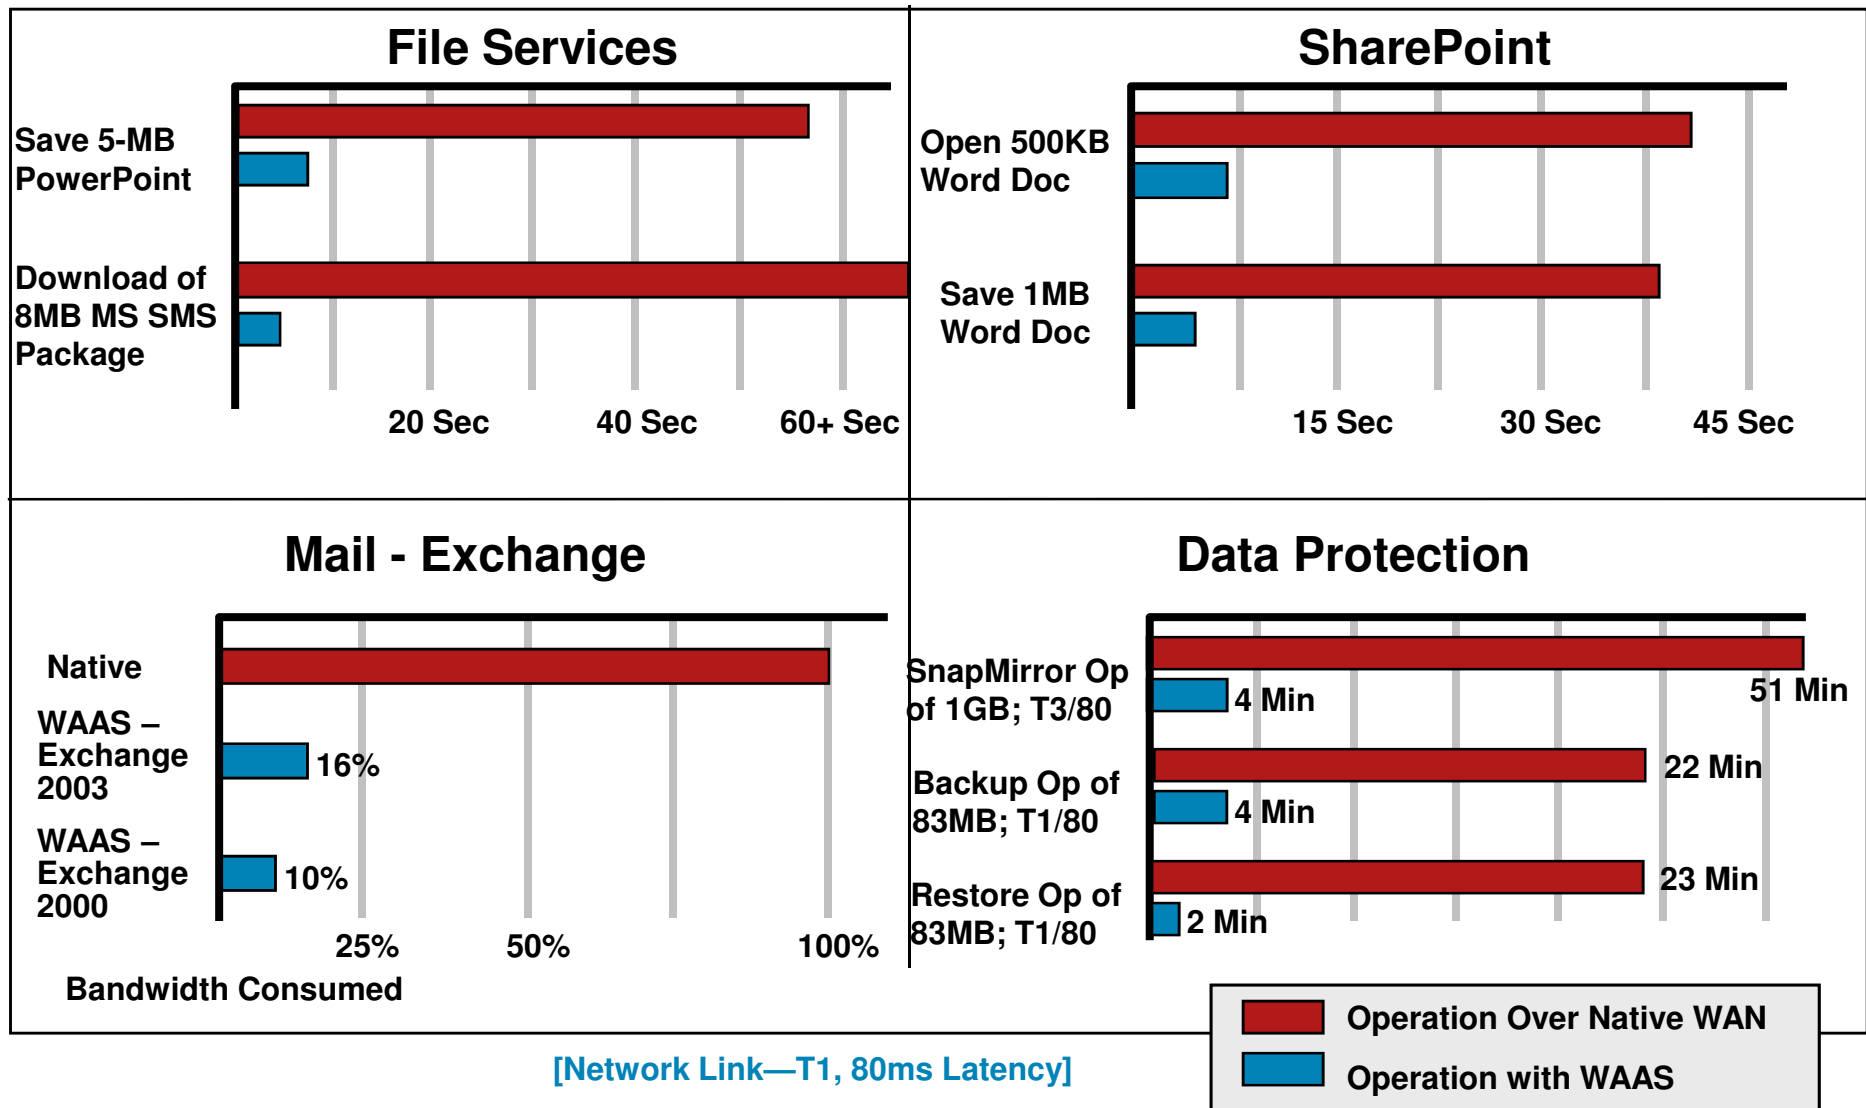 File Services
Save 5-MB
PowerPoint
Download of
8MB MS SMS
Package
20 Sec
40 Sec
60+ Sec
SharePoint
Open 500KB
Word Doc
Save 1MB
Word Doc
15 Sec
30 Sec
45 Sec
Mail - Exchange
Native
WAAS –
Exchange
2003
16%
WAAS –
Exchange
2000
10%
25%
50%
100%
Bandwidth Consumed
Data Protection
SnapMirror Op
of 1GB; T3/80
51 Min
4 Min
Backup Op of
83MB; T1/80
22 Min
4 Min
Restore Op of
83MB; T1/80
23 Min
2 Min
Operation Over Native WAN
Operation with WAAS
[Network Link—T1, 80ms Latency]